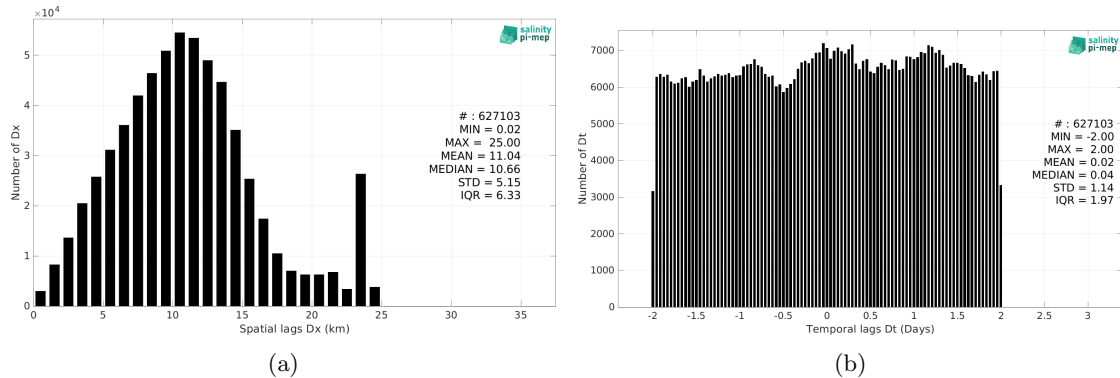 ×10⁴
salinity
pi-mep
5
4
3
2
1
0
Number of Dx
# : 627103
MIN = 0.02
MAX = 25.00
MEAN = 11.04
MEDIAN = 10.66
STD = 5.15
IQR = 6.33
0 5 10 15 20 25 30 35
Spatial lags Dx (km)
(a)
salinity
pi-mep
7000
6000
5000
4000
3000
2000
1000
0
Number of Dt
# : 627103
MIN = -2.00
MAX = 2.00
MEAN = 0.02
MEDIAN = 0.04
STD = 1.14
IQR = 1.97
-2 -1.5 -1 -0.5 0 0.5 1 1.5 2 2.5 3
Temporal lags Dt (Days)
(b)